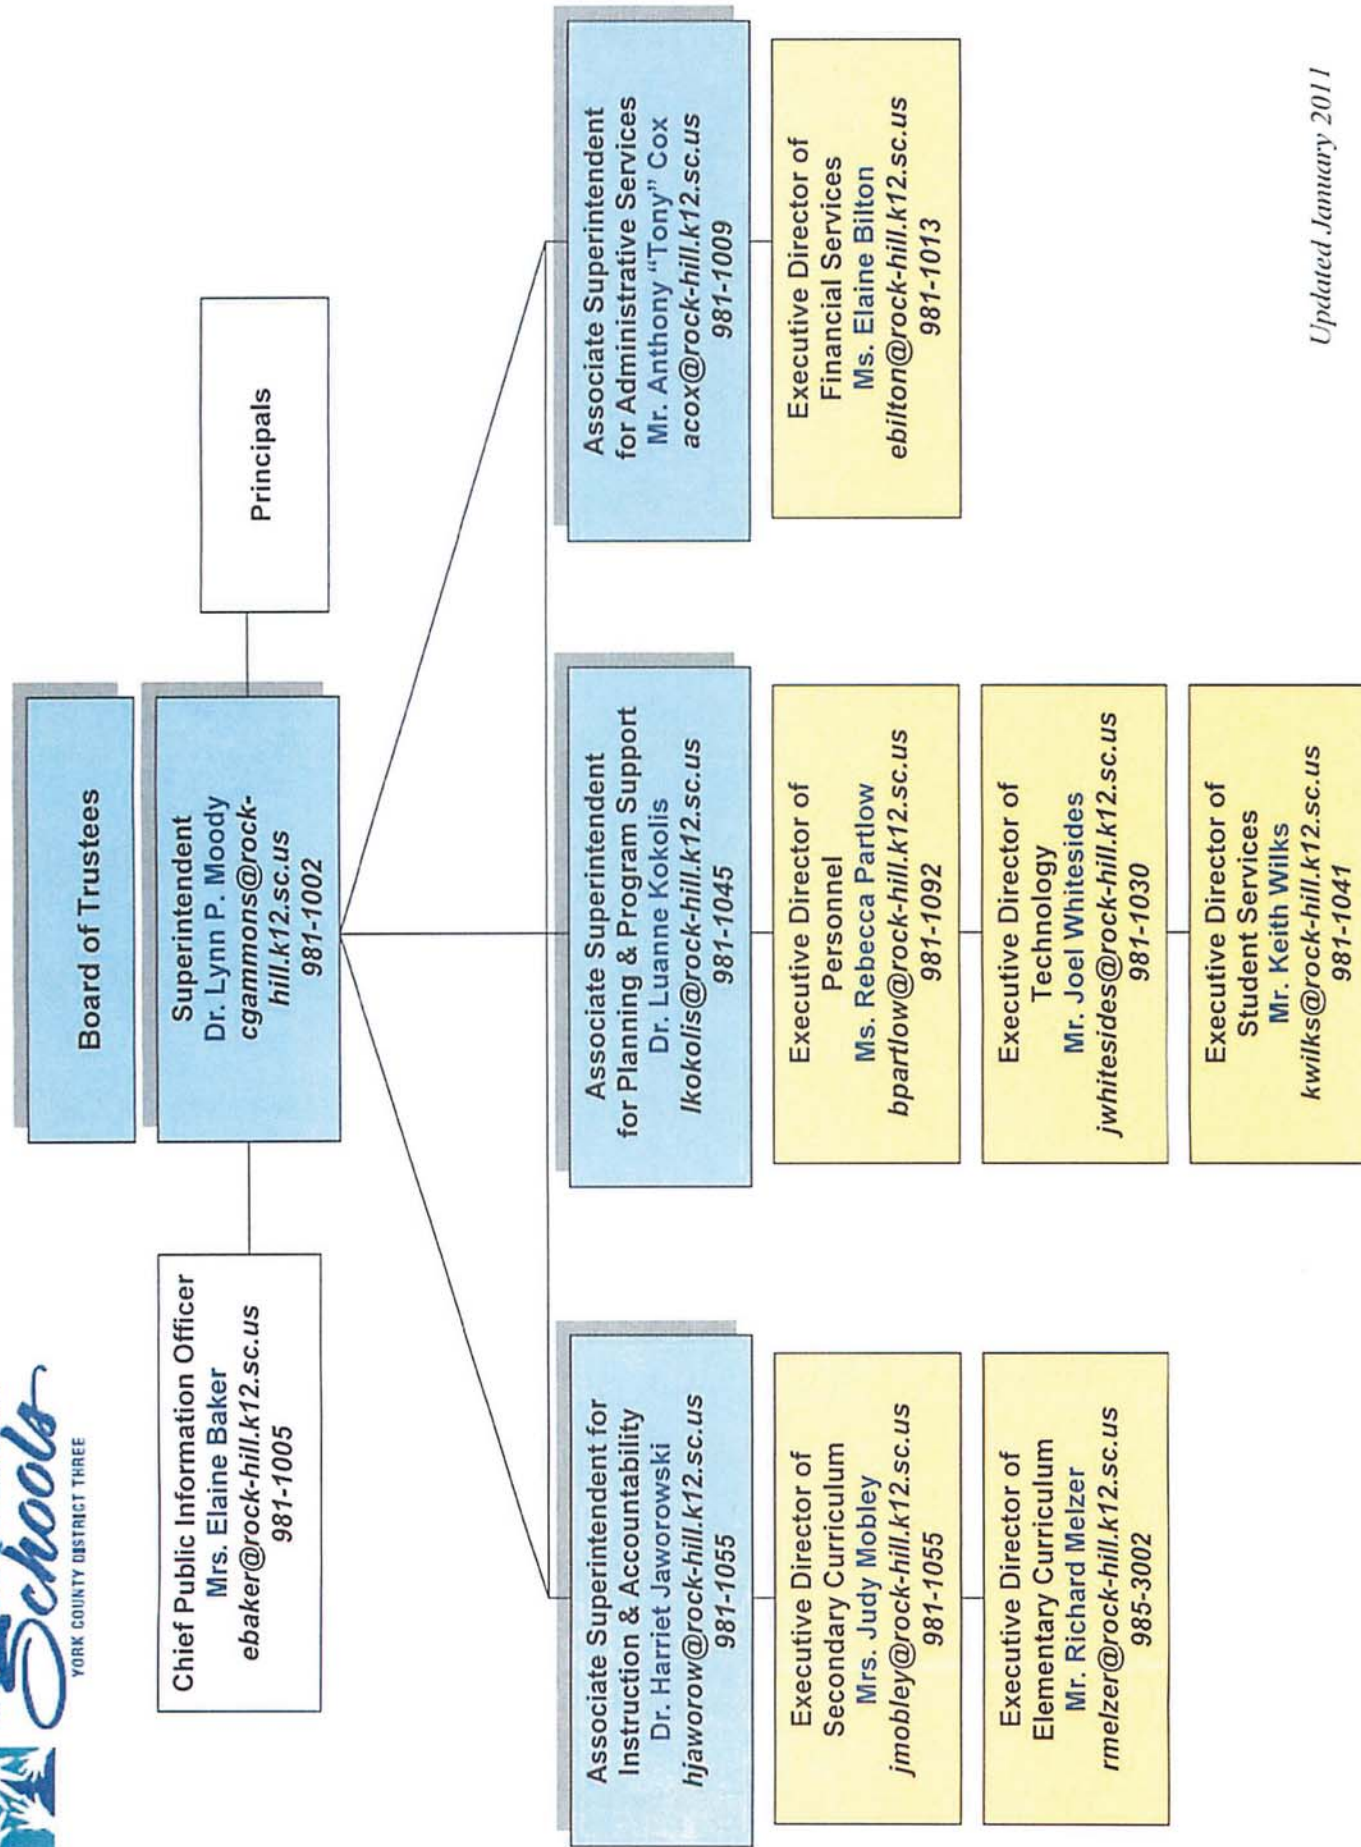 Schools
YORK COUNTY DISTRICT THREE
Board of Trustees
Superintendent
Dr. Lynn P. Moody
cgammons@rock-
hill.k12.sc.us
981-1002
Chief Public Information Officer
Mrs. Elaine Baker
ebaker@rock-hill.k12.sc.us
981-1005
Principals
Associate Superintendent for
Instruction & Accountability
Dr. Harriet Jaworowski
hjaworow@rock-hill.k12.sc.us
981-1055
Executive Director of
Secondary Curriculum
Mrs. Judy Mobley
jmobley@rock-hill.k12.sc.us
981-1055
Executive Director of
Elementary Curriculum
Mr. Richard Melzer
rmelzer@rock-hill.k12.sc.us
985-3002
Associate Superintendent
for Planning & Program Support
Dr. Luanne Kokolis
lkokolis@rock-hill.k12.sc.us
981-1045
Executive Director of
Personnel
Ms. Rebecca Partlow
bpartlow@rock-hill.k12.sc.us
981-1092
Executive Director of
Technology
Mr. Joel Whitesides
jwhitesides@rock-hill.k12.sc.us
981-1030
Executive Director of
Student Services
Mr. Keith Wilks
kwilks@rock-hill.k12.sc.us
981-1041
Associate Superintendent
for Administrative Services
Mr. Anthony “Tony” Cox
acox@rock-hill.k12.sc.us
981-1009
Executive Director of
Financial Services
Ms. Elaine Bilton
ebilton@rock-hill.k12.sc.us
981-1013
Updated January 2011